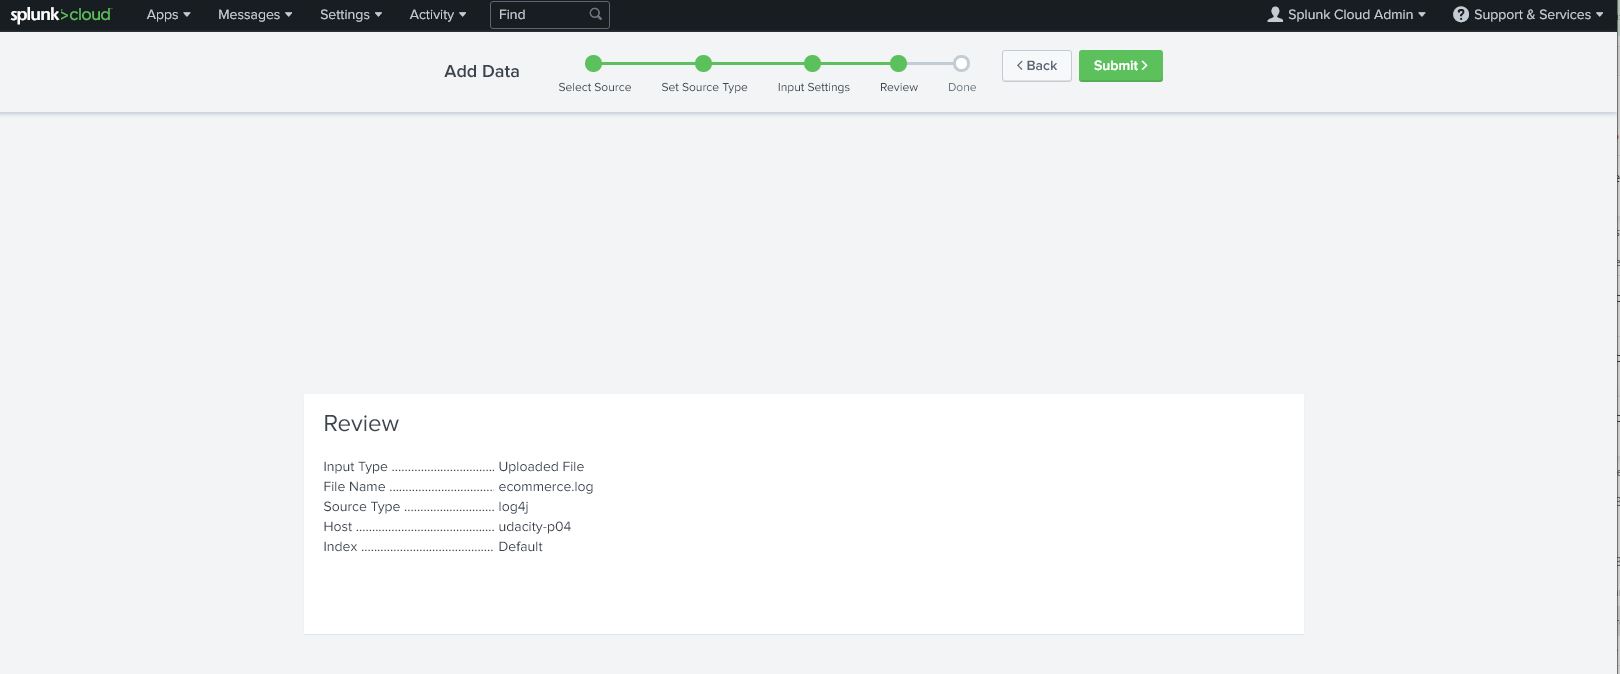 splunk>cloud Apps Messages Settings Activity Find Splunk Cloud Admin ? Support & Services
Add Data
Select Source Set Source Type Input Settings Review Done
< Back Submit >
Review
Input Type ................................ Uploaded File
File Name ................................ ecommerce.log
Source Type ............................ log4j
Host ........................................... udacity-p04
Index ......................................... Default